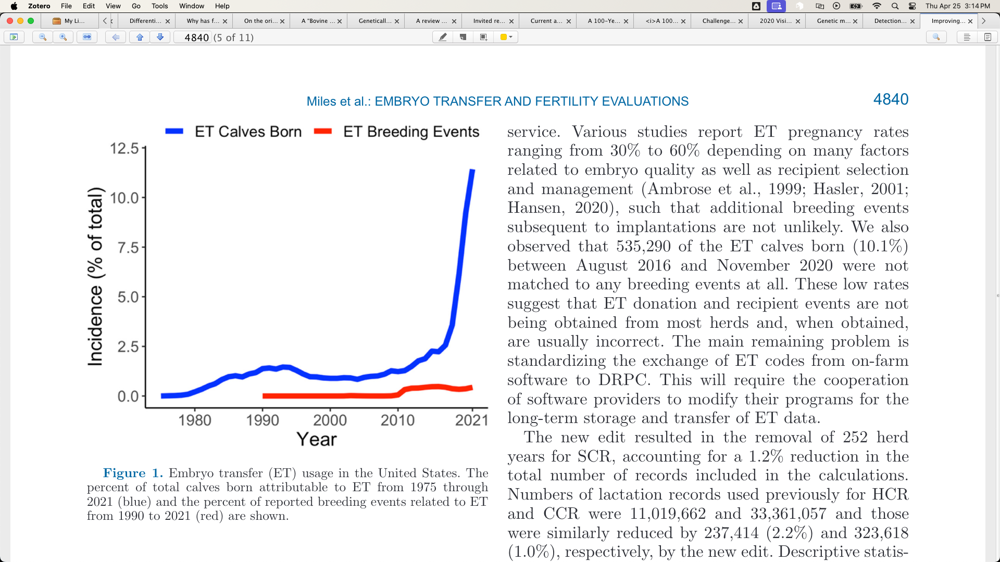 Zotero File Edit View Go Tools Window Help Thu Apr 25 3:14 PM
My Li... Differenti... Why has f... On the ori... A "Bovine ... Geneticall... A review ... Invited re... Current a... A 100-Ye... <i>A 100... Challenge... 2020 Visi... Genetic m... Detection... Improving...
4840 (5 of 11)
Miles et al.: EMBRYO TRANSFER AND FERTILITY EVALUATIONS 4840
ET Calves Born ET Breeding Events
12.5
10.0
7.5
5.0
2.5
0.0
Incidence (% of total)
1980 1990 2000 2010 2021
Year
Figure 1. Embryo transfer (ET) usage in the United States. The
percent of total calves born attributable to ET from 1975 through
2021 (blue) and the percent of reported breeding events related to ET
from 1990 to 2021 (red) are shown.
service. Various studies report ET pregnancy rates
ranging from 30% to 60% depending on many factors
related to embryo quality as well as recipient selection
and management (Ambrose et al., 1999; Hasler, 2001;
Hansen, 2020), such that additional breeding events
subsequent to implantations are not unlikely. We also
observed that 535,290 of the ET calves born (10.1%)
between August 2016 and November 2020 were not
matched to any breeding events at all. These low rates
suggest that ET donation and recipient events are not
being obtained from most herds and, when obtained,
are usually incorrect. The main remaining problem is
standardizing the exchange of ET codes from on-farm
software to DRPC. This will require the cooperation
of software providers to modify their programs for the
long-term storage and transfer of ET data.
The new edit resulted in the removal of 252 herd
years for SCR, accounting for a 1.2% reduction in the
total number of records included in the calculations.
Numbers of lactation records used previously for HCR
and CCR were 11,019,662 and 33,361,057 and those
were similarly reduced by 237,414 (2.2%) and 323,618
(1.0%), respectively, by the new edit. Descriptive statis-